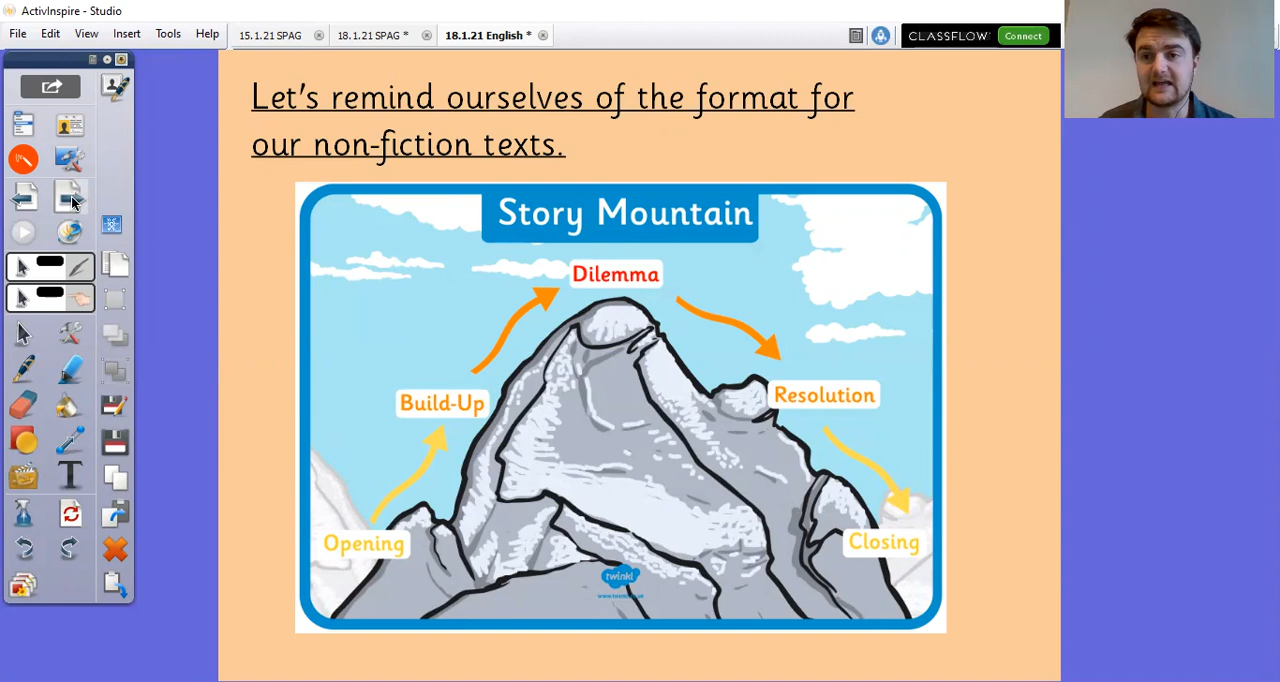 ActivInspire - Studio
File Edit View Insert Tools Help
15.1.21 SPAG 18.1.21 SPAG * 18.1.21 English *
CLASSFLOW Connect
Let's remind ourselves of the format for
our non-fiction texts.
Story Mountain
Dilemma
Build-Up
Resolution
Opening
Closing
twinkl